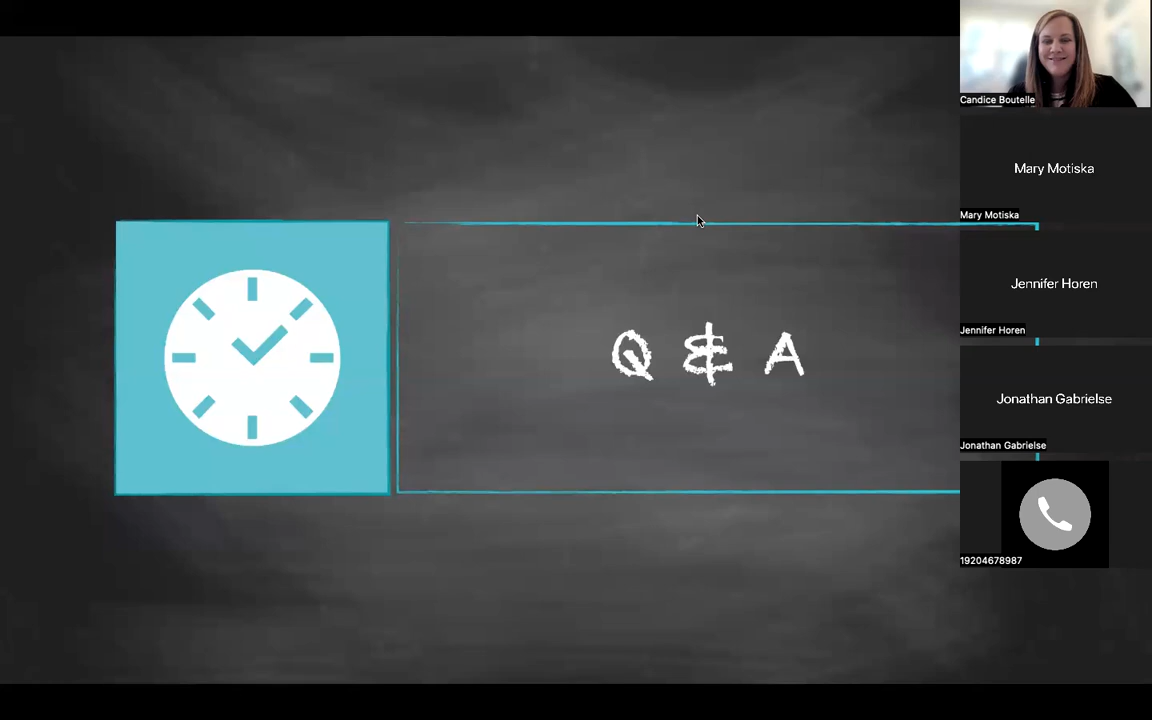 Q & A
Candice Boutelle
Mary Motiska
Mary Motiska
Jennifer Horen
Jennifer Horen
Jonathan Gabrielse
Jonathan Gabrielse
19204678987